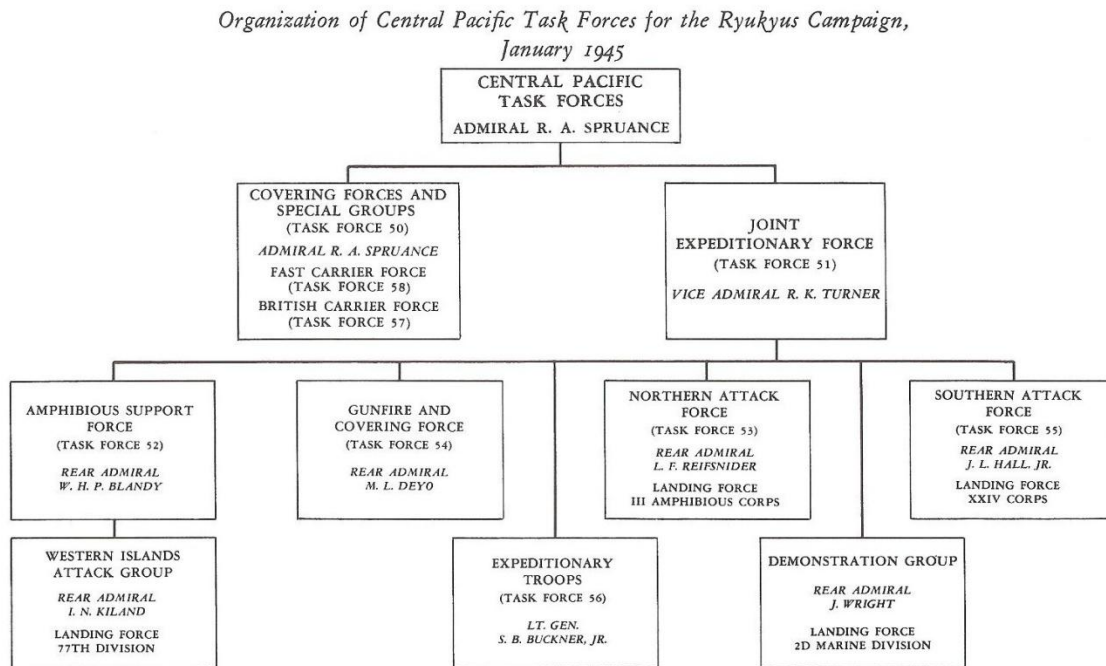 Organization of Central Pacific Task Forces for the Ryukyus Campaign,
January 1945
CENTRAL PACIFIC
TASK FORCES
ADMIRAL R. A. SPRUANCE
COVERING FORCES AND
SPECIAL GROUPS
(TASK FORCE 50)
ADMIRAL R. A. SPRUANCE
FAST CARRIER FORCE
(TASK FORCE 58)
BRITISH CARRIER FORCE
(TASK FORCE 57)
JOINT
EXPEDITIONARY FORCE
(TASK FORCE 51)
VICE ADMIRAL R. K. TURNER
AMPHIBIOUS SUPPORT
FORCE
(TASK FORCE 52)
REAR ADMIRAL
W. H. P. BLANDY
GUNFIRE AND
COVERING FORCE
(TASK FORCE 54)
REAR ADMIRAL
M. L. DEYO
NORTHERN ATTACK
FORCE
(TASK FORCE 53)
REAR ADMIRAL
L. F. REIFSNIDER
LANDING FORCE
III AMPHIBIOUS CORPS
SOUTHERN ATTACK
FORCE
(TASK FORCE 55)
REAR ADMIRAL
J. L. HALL. JR.
LANDING FORCE
XXIV CORPS
WESTERN ISLANDS
ATTACK GROUP
REAR ADMIRAL
I. N. KILAND
LANDING FORCE
77TH DIVISION
EXPEDITIONARY
TROOPS
(TASK FORCE 56)
LT. GEN.
S. B. BUCKNER, JR.
DEMONSTRATION GROUP
REAR ADMIRAL
J. WRIGHT
LANDING FORCE
2D MARINE DIVISION